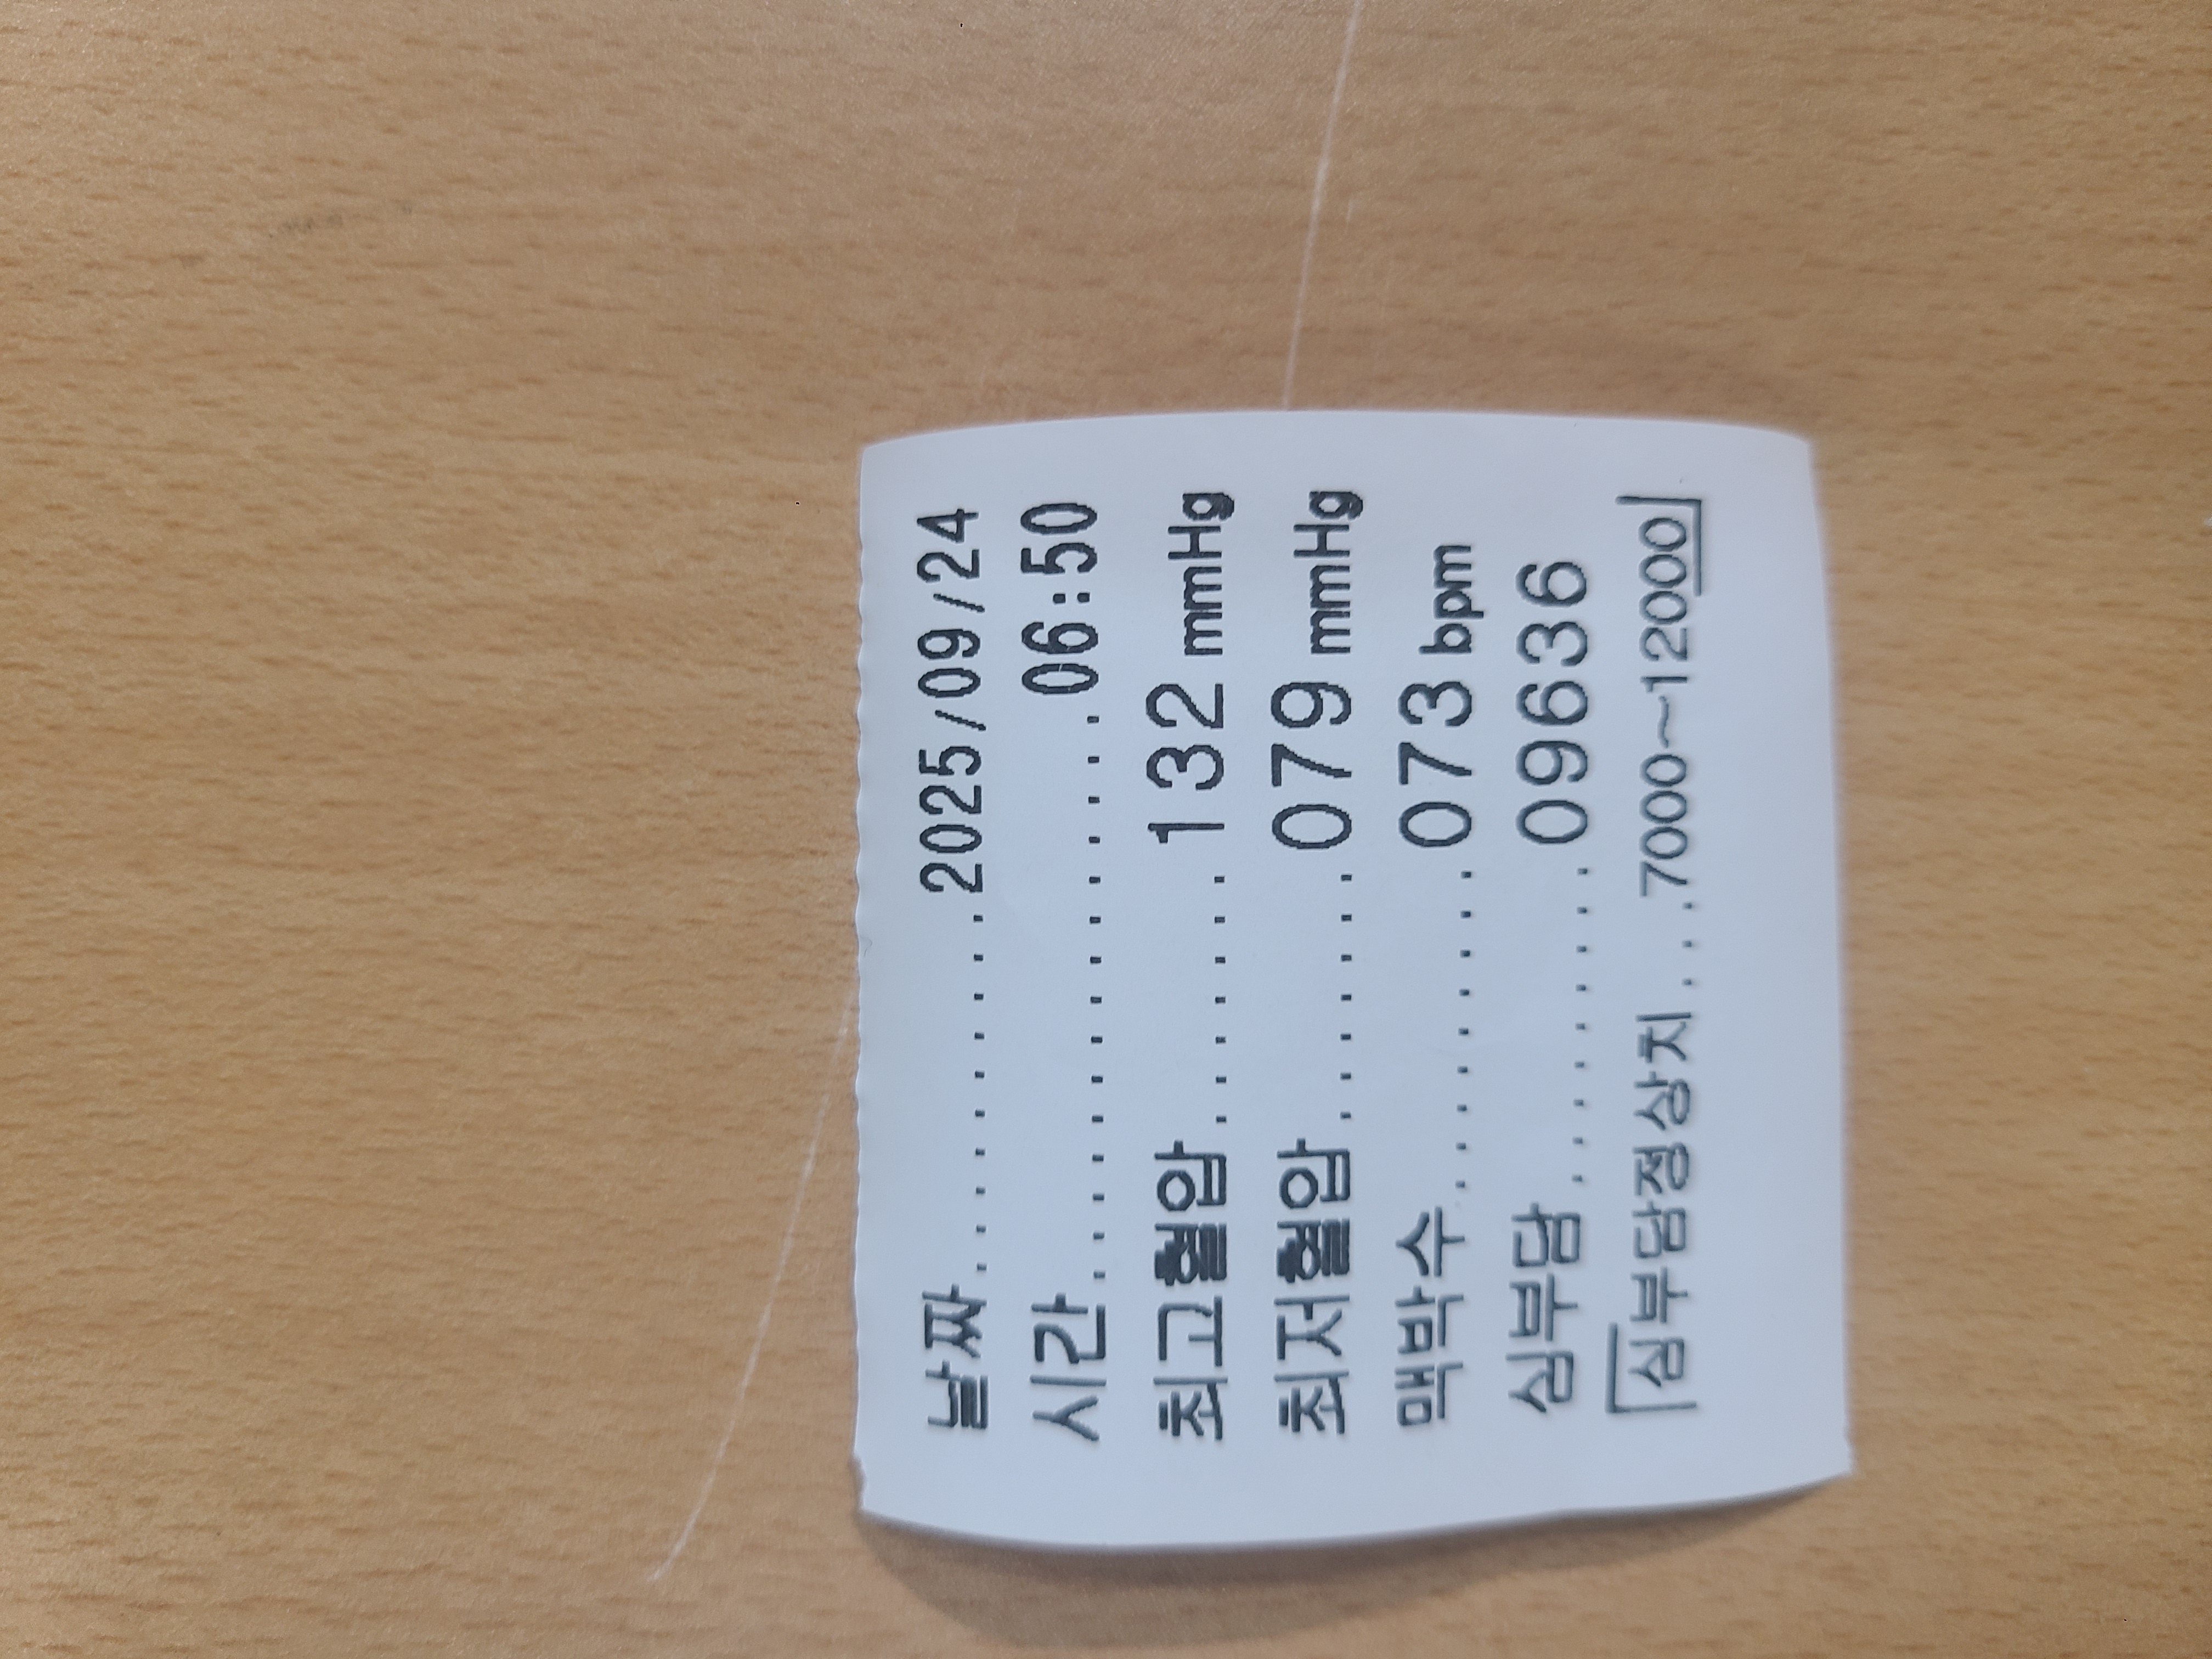 날짜..........2025/09/24
시간...............06:50
최고혈압.......132 mmHg
최저혈압.......079 mmHg
맥박수.........073 bpm
심부담.........09636
심부담정상치...7000~12000